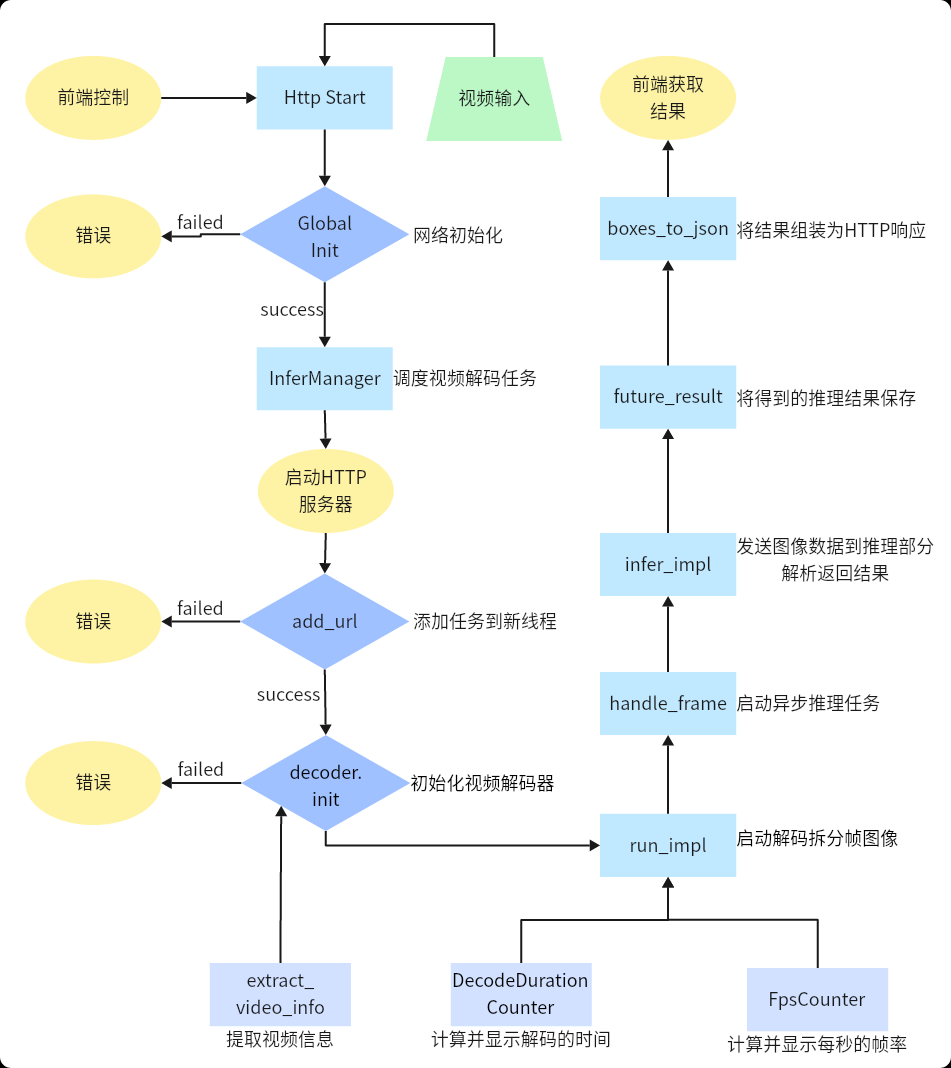 前端控制
Http Start
视频输入
错误
failed
Global
Init
网络初始化
success
InferManager
调度视频解码任务
启动HTTP
服务器
错误
failed
add_url
添加任务到新线程
success
错误
failed
decoder.
init
初始化视频解码器
extract_
video_info
提取视频信息
前端获取
结果
boxes_to_json
将结果组装为HTTP响应
future_result
将得到的推理结果保存
infer_impl
发送图像数据到推理部分
解析返回结果
handle_frame
启动异步推理任务
run_impl
启动解码拆分帧图像
DecodeDuration
Counter
计算并显示解码的时间
FpsCounter
计算并显示每秒的帧率